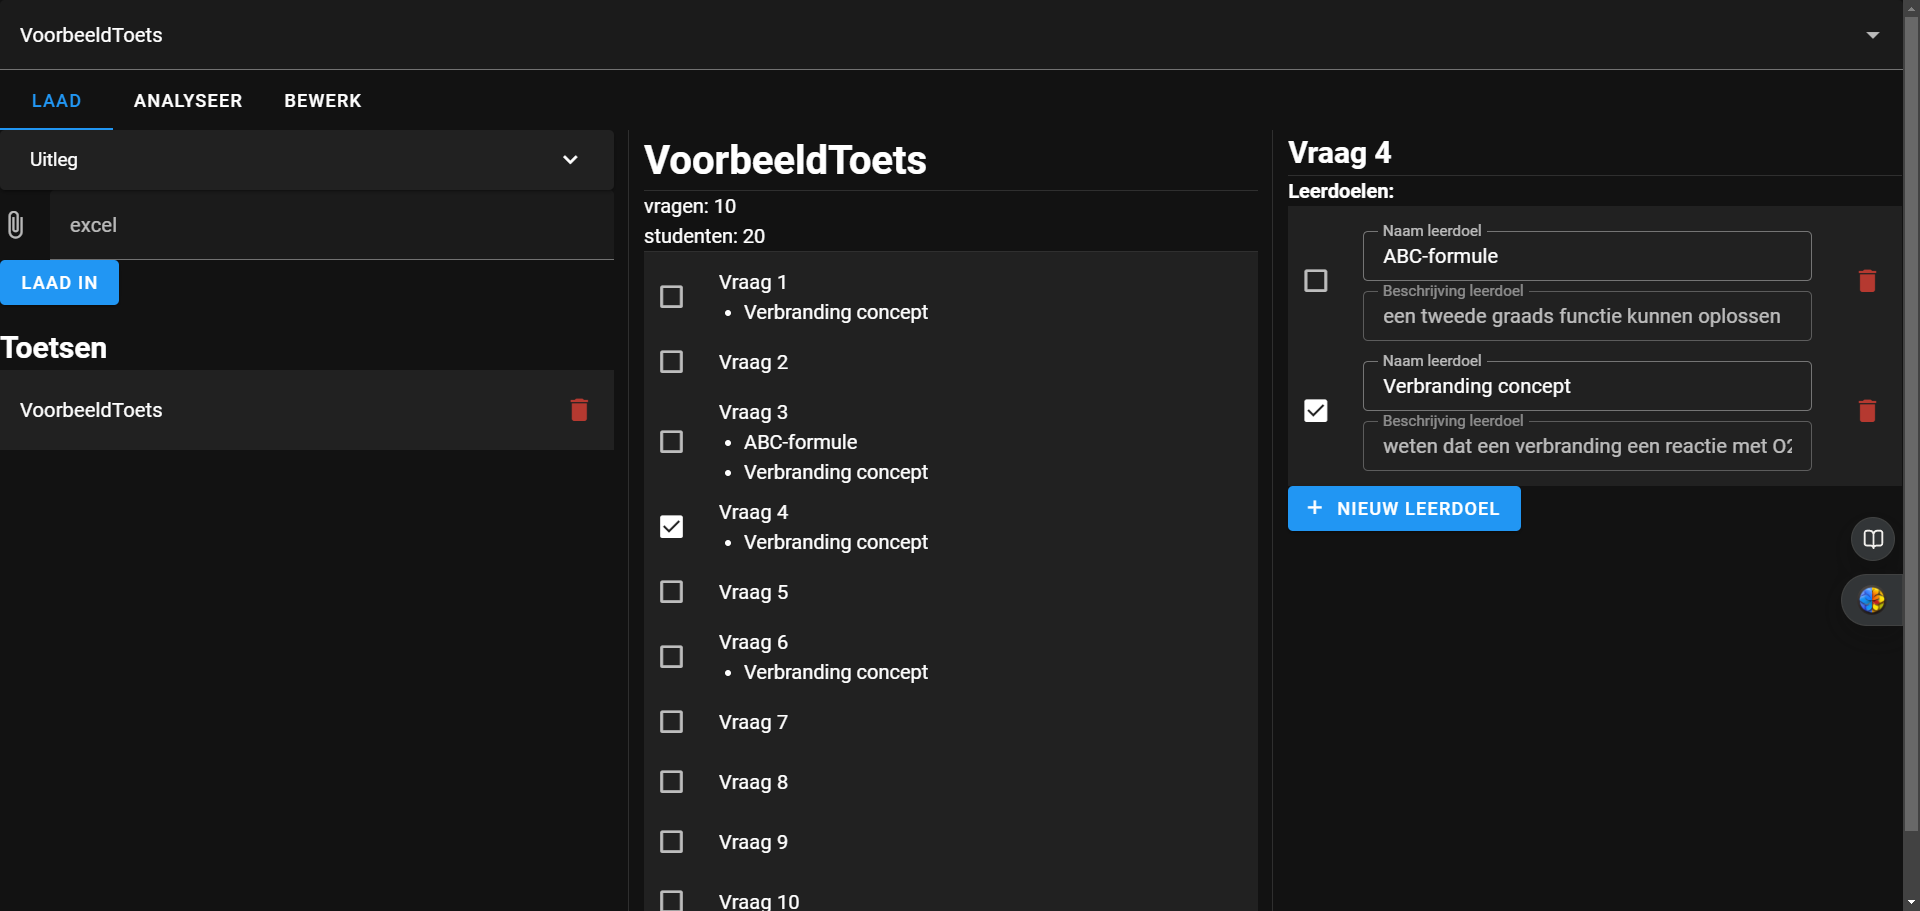 VoorbeeldToets
LAAD
ANALYSEER
BEWERK
Uitleg
excel
LAAD IN
Toetsen
VoorbeeldToets
VoorbeeldToets
vragen: 10
studenten: 20
Vraag 1
• Verbranding concept
Vraag 2
Vraag 3
• ABC-formule
• Verbranding concept
Vraag 4
• Verbranding concept
Vraag 5
Vraag 6
• Verbranding concept
Vraag 7
Vraag 8
Vraag 9
Vraag 10
Vraag 4
Leerdoelen:
Naam leerdoel
ABC-formule
Beschrijving leerdoel
een tweede graads functie kunnen oplossen
Naam leerdoel
Verbranding concept
Beschrijving leerdoel
weten dat een verbranding een reactie met O2
+ NIEUW LEERDOEL